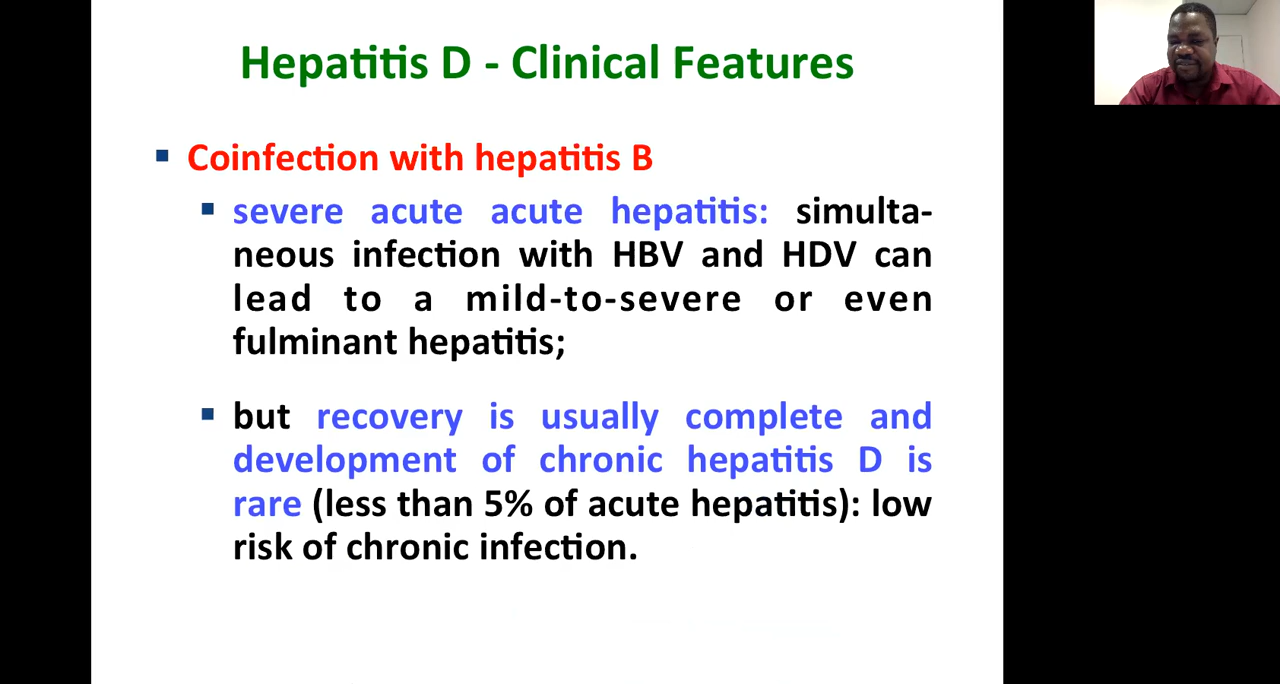 Hepatitis D - Clinical Features
▪ Coinfection with hepatitis B
▪ severe acute acute hepatitis: simulta-
neous infection with HBV and HDV can
lead to a mild-to-severe or even
fulminant hepatitis;
▪ but recovery is usually complete and
development of chronic hepatitis D is
rare (less than 5% of acute hepatitis): low
risk of chronic infection.